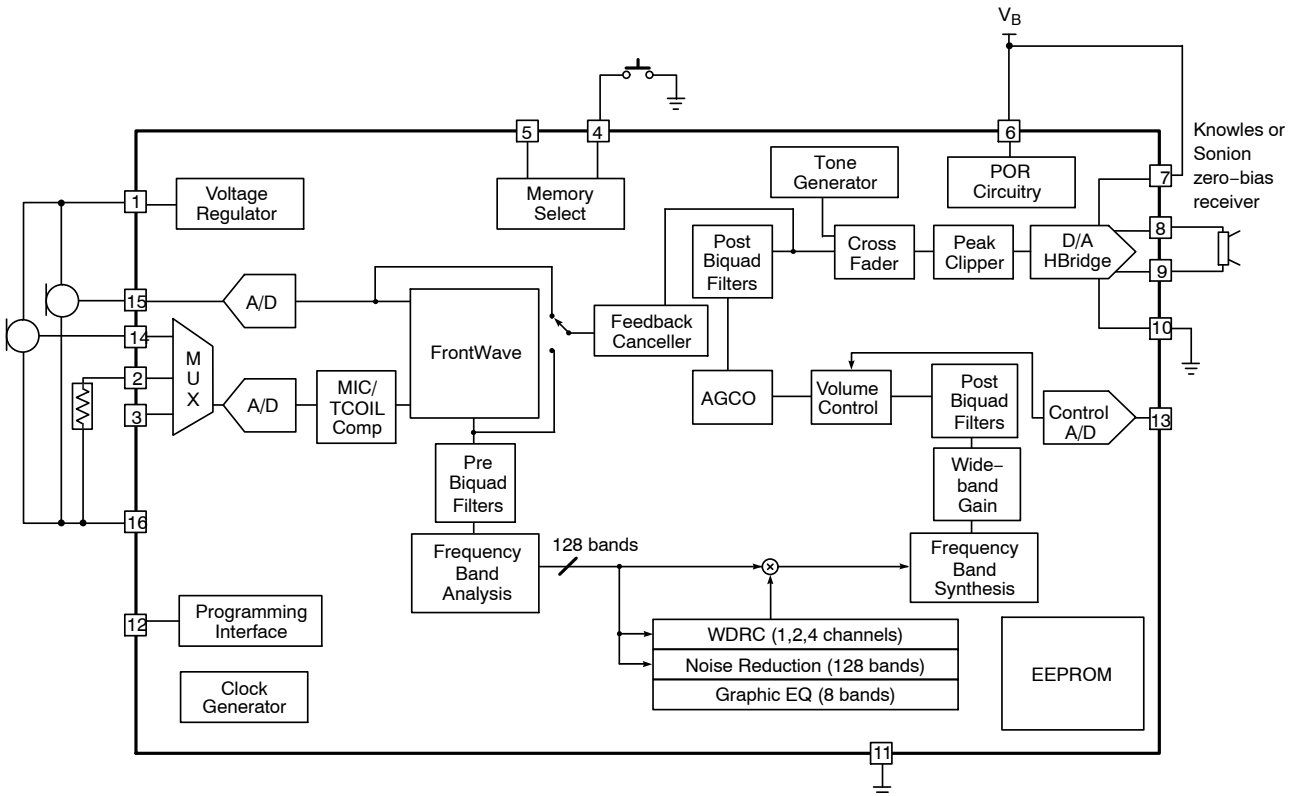 VB
5
4
6
Knowles or
Sonion
zero−bias
receiver
Voltage
Regulator
Memory
Select
Tone
Generator
POR
Circuitry
1
7
8
9
10
Post
Biquad
Filters
Cross
Fader
Peak
Clipper
D/A
HBridge
15
A/D
14
2
3
M
U
X
A/D
MIC/
TCOIL
Comp
FrontWave
Feedback
Canceller
AGCO
Volume
Control
Post
Biquad
Filters
Control
A/D
13
Pre
Biquad
Filters
Wide−
band
Gain
16
Frequency
Band
Analysis
128 bands
×
Frequency
Band
Synthesis
12
Programming
Interface
WDRC (1,2,4 channels)
Noise Reduction (128 bands)
Graphic EQ (8 bands)
EEPROM
Clock
Generator
11